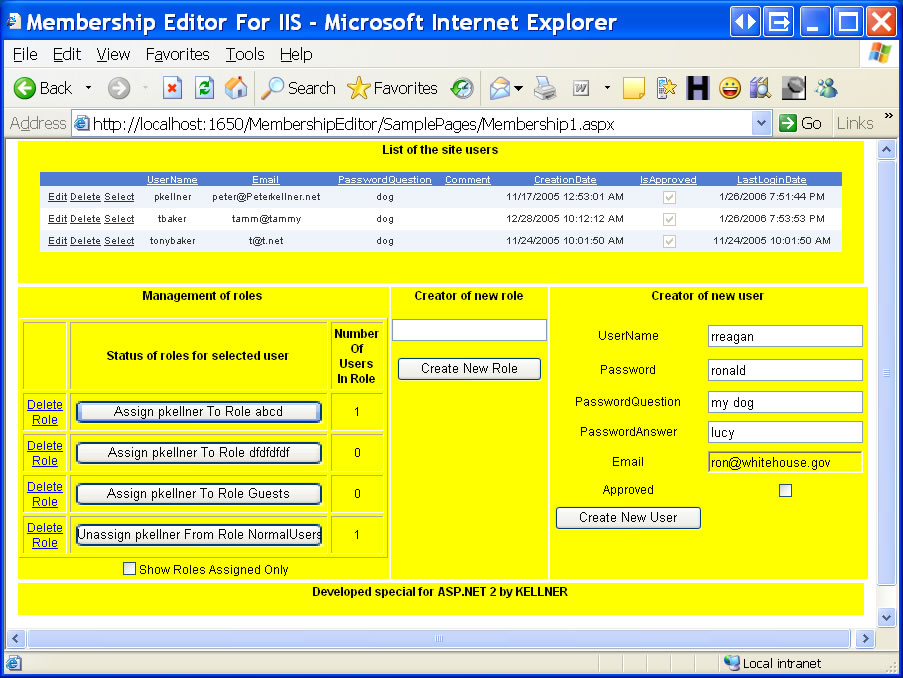 Membership Editor For IIS - Microsoft Internet Explorer
File Edit View Favorites Tools Help
Back Search Favorites
Address http://localhost:1650/MembershipEditor/SamplePages/Membership1.aspx Go Links »
List of the site users
UserName Email PasswordQuestion Comment CreationDate IsApproved LastLoginDate
Edit Delete Select pkellner peter@Peterkellner.net dog 11/17/2005 12:53:01 AM 1/26/2006 7:51:44 PM
Edit Delete Select tbaker tamm@tammy dog 12/28/2005 10:12:12 AM 1/26/2006 7:53:53 PM
Edit Delete Select tonybaker t@t.net dog 11/24/2005 10:01:50 AM 11/24/2005 10:01:50 AM
Management of roles
Status of roles for selected user
Number
Of
Users
In Role
Delete
Role
Assign pkellner To Role abcd
1
Delete
Role
Assign pkellner To Role dfdfdfdf
0
Delete
Role
Assign pkellner To Role Guests
0
Delete
Role
Unassign pkellner From Role NormalUsers
1
Show Roles Assigned Only
Creator of new role
Create New Role
Creator of new user
UserName rreagan
Password ronald
PasswordQuestion my dog
PasswordAnswer lucy
Email ron@whitehouse.gov
Approved
Create New User
Developed special for ASP.NET 2 by KELLNER
Local intranet